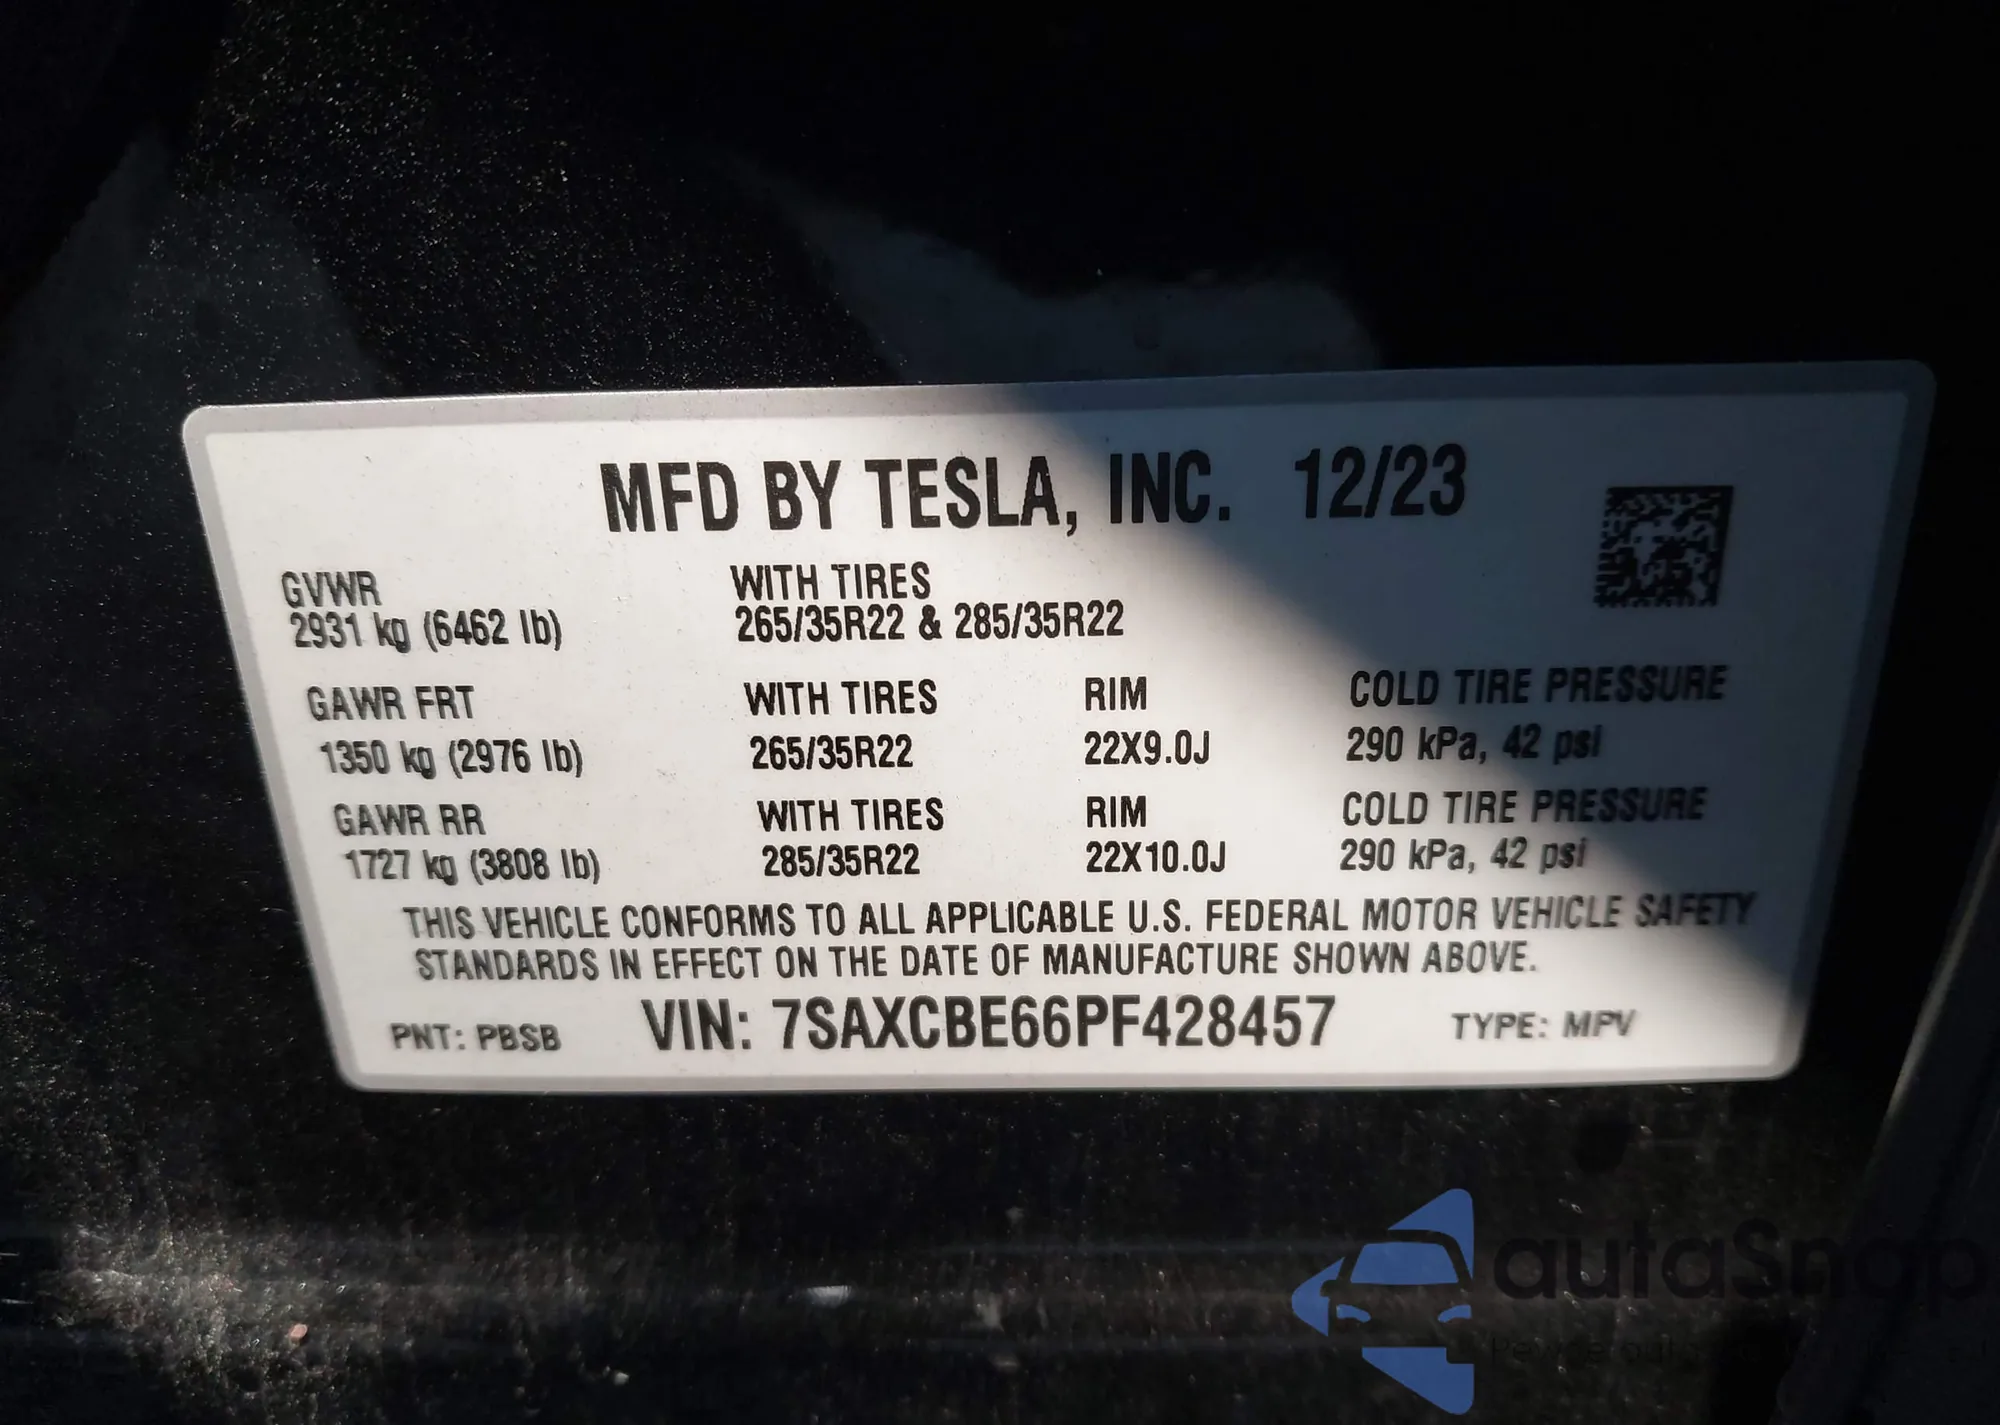 MFD BY TESLA, INC. 12/23
GVWR WITH TIRES
2931 kg (6462 lb) 265/35R22 & 285/35R22
GAWR FRT WITH TIRES RIM COLD TIRE PRESSURE
1350 kg (2976 lb) 265/35R22 22X9.0J 290 kPa, 42 psi
GAWR RR WITH TIRES RIM COLD TIRE PRESSURE
1727 kg (3808 lb) 285/35R22 22X10.0J 290 kPa, 42 psi
THIS VEHICLE CONFORMS TO ALL APPLICABLE U.S. FEDERAL MOTOR VEHICLE SAFETY
STANDARDS IN EFFECT ON THE DATE OF MANUFACTURE SHOWN ABOVE.
PNT: PBSB VIN: 7SAXCBE66PF428457 TYPE: MPV
autaSnap
Pewne auto